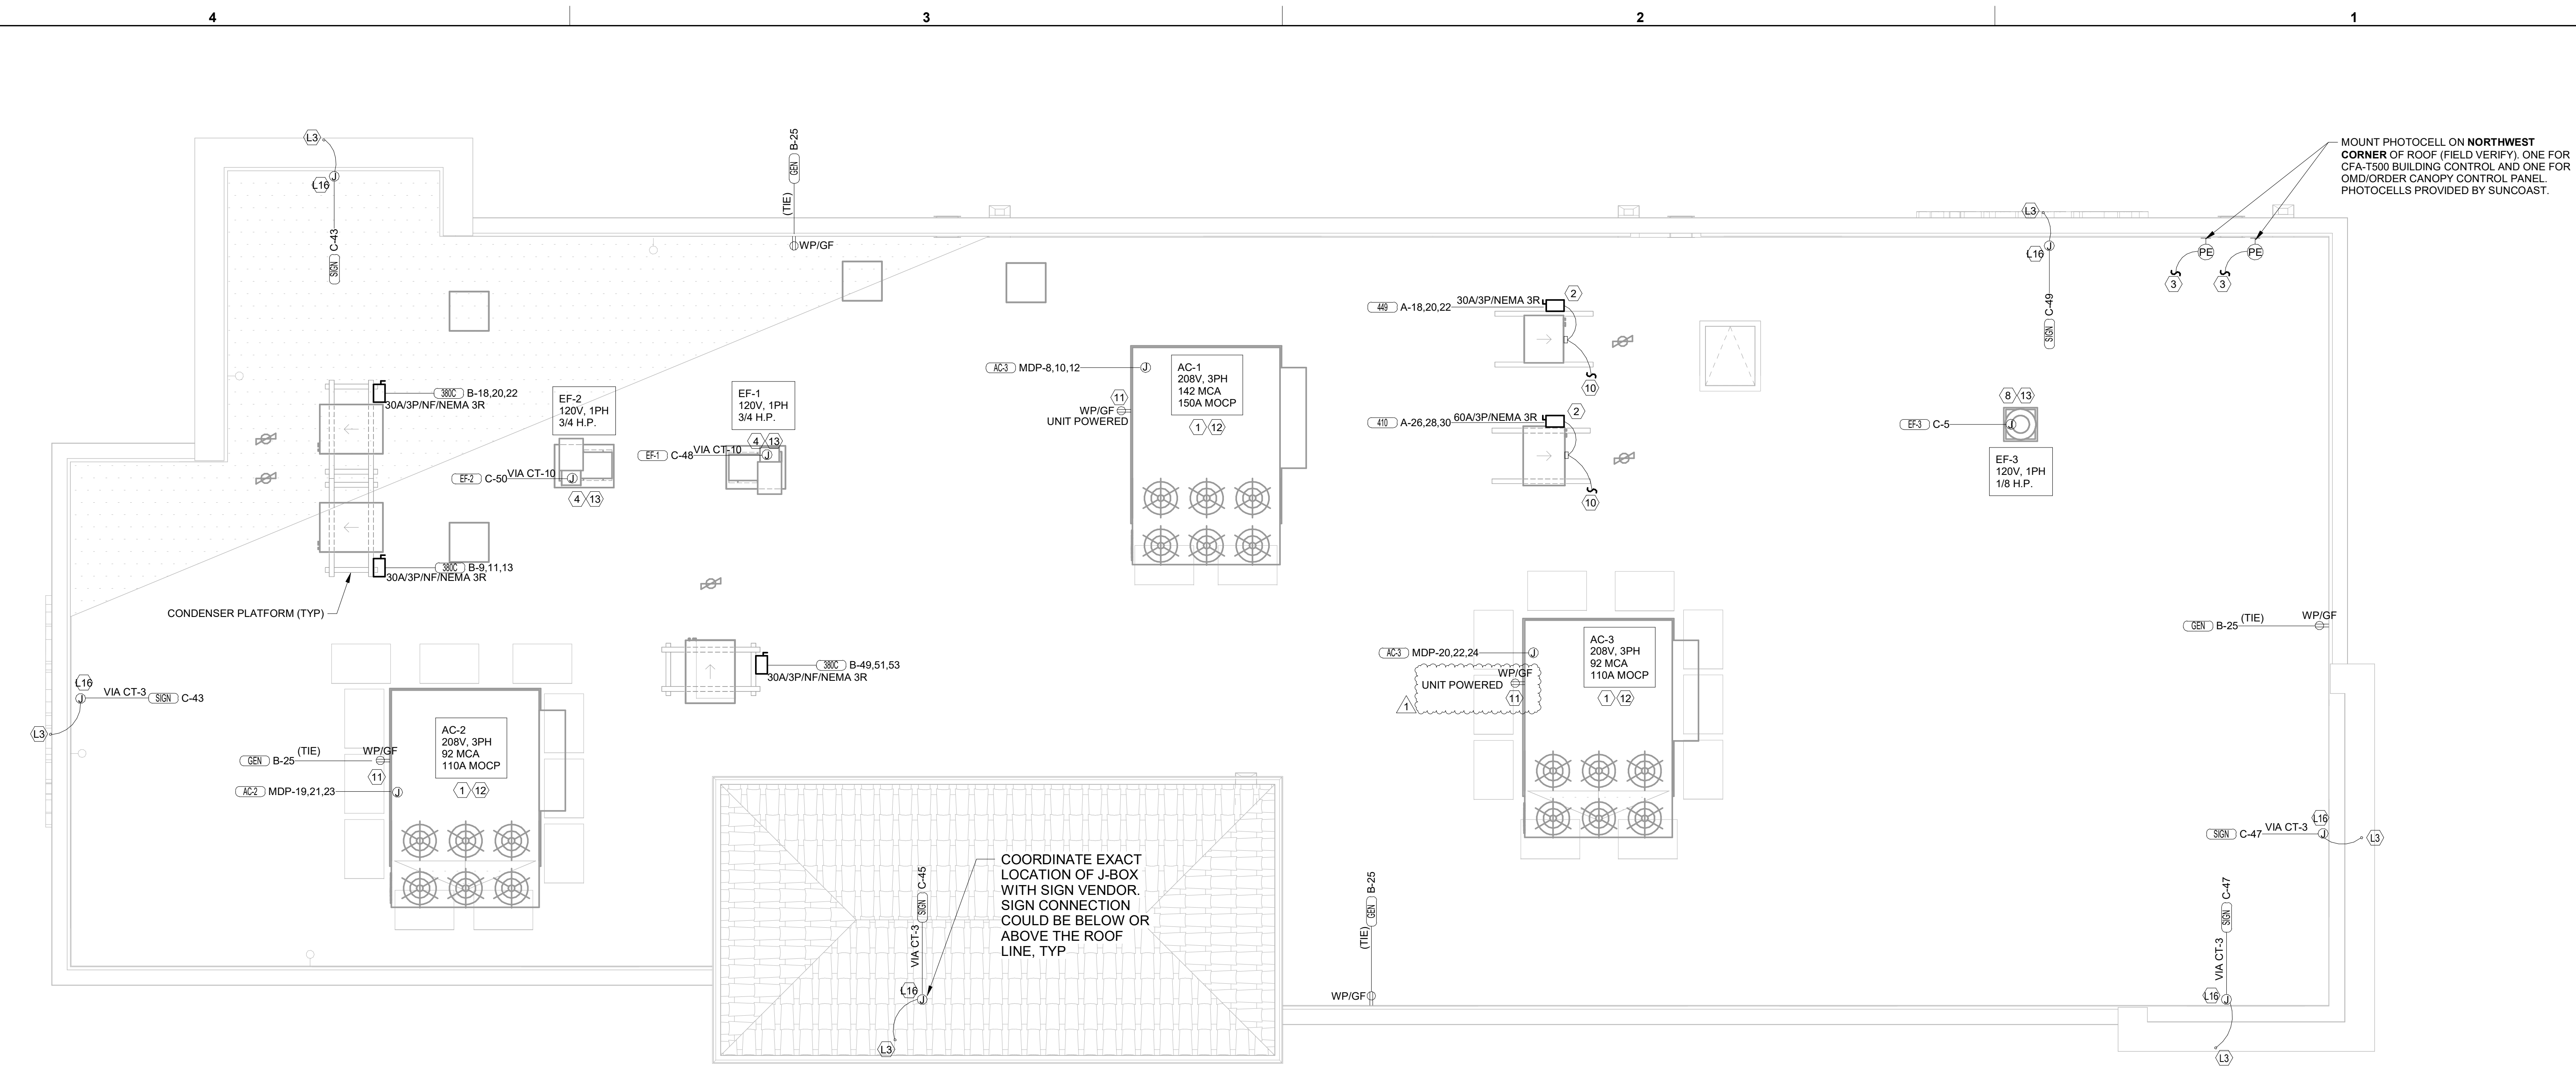 4
3
2
1
MOUNT PHOTOCELL ON NORTHWEST
CORNER OF ROOF (FIELD VERIFY). ONE FOR
CFA-T500 BUILDING CONTROL AND ONE FOR
OMD/ORDER CANOPY CONTROL PANEL.
PHOTOCELLS PROVIDED BY SUNCOAST.
L3
L16
J
SIGN C-43
GEN B-25
(TIE)
WP/GF
L3
L16
J
SIGN C-49
PE
PE
3
3
449 A-18,20,22
30A/3P/NEMA 3R
2
10
410 A-26,28,30
60A/3P/NEMA 3R
2
10
AC-3 MDP-8,10,12
J
AC-1
208V, 3PH
142 MCA
150A MOCP
1
12
11
WP/GF
UNIT POWERED
380C B-18,20,22
30A/3P/NF/NEMA 3R
EF-2
120V, 1PH
3/4 H.P.
EF-2 C-50
VIA CT-10
J
4
13
EF-1
120V, 1PH
3/4 H.P.
4
13
EF-1 C-48
VIA CT-10
J
8
13
EF-3 C-5
J
EF-3
120V, 1PH
1/8 H.P.
380C B-9,11,13
30A/3P/NF/NEMA 3R
CONDENSER PLATFORM (TYP)
380C B-49,51,53
30A/3P/NF/NEMA 3R
AC-3 MDP-20,22,24
J
AC-3
208V, 3PH
92 MCA
110A MOCP
1
12
WP/GF
UNIT POWERED
11
1
GEN B-25
(TIE)
WP/GF
L16
J
VIA CT-3
SIGN C-43
L3
AC-2
208V, 3PH
92 MCA
110A MOCP
1
12
GEN B-25
(TIE)
WP/GF
11
AC-2 MDP-19,21,23
J
COORDINATE EXACT
LOCATION OF J-BOX
WITH SIGN VENDOR.
SIGN CONNECTION
COULD BE BELOW OR
ABOVE THE ROOF
LINE, TYP
SIGN C-45
VIA CT-3
L16
J
L3
GEN B-25
(TIE)
WP/GF
SIGN C-47
VIA CT-3
L16
J
L3
SIGN C-47
VIA CT-3
L16
J
L3